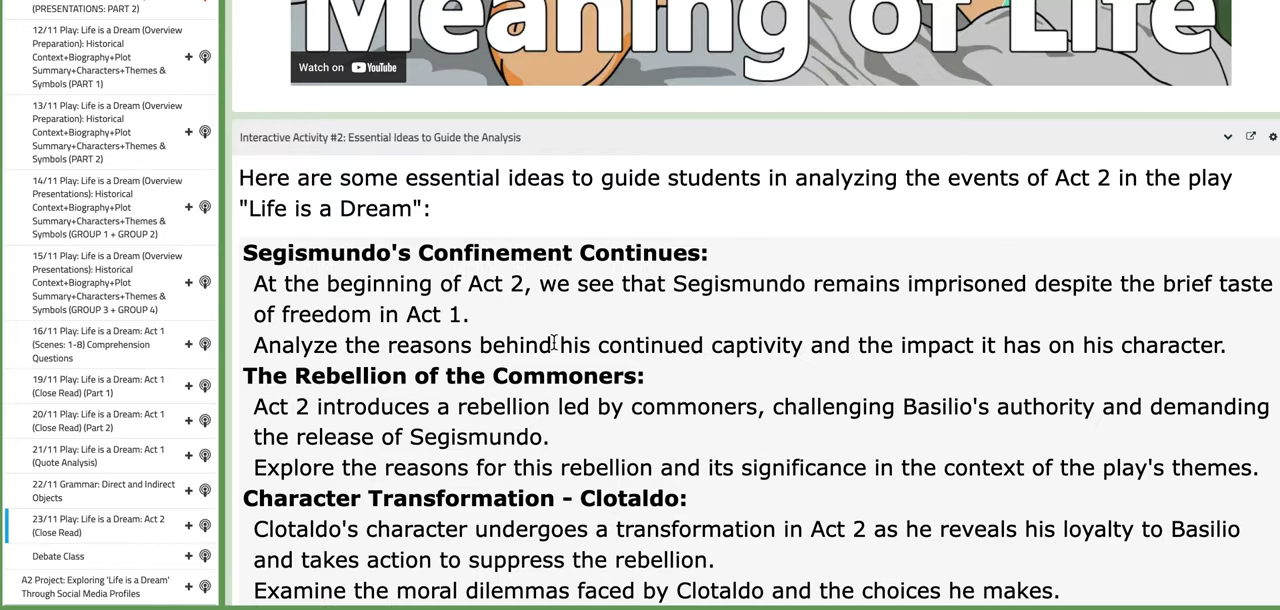 (PRESENTATIONS: PART 2)
12/11 Play: Life is a Dream (Overview
Preparation): Historical
Context+Biography+Plot
Summary+Characters+Themes &
Symbols (PART 1)
13/11 Play: Life is a Dream (Overview
Preparation): Historical
Context+Biography+Plot
Summary+Characters+Themes &
Symbols (PART 2)
14/11 Play: Life is a Dream (Overview
Presentations): Historical
Context+Biography+Plot
Summary+Characters+Themes &
Symbols (GROUP 1 + GROUP 2)
15/11 Play: Life is a Dream (Overview
Presentations): Historical
Context+Biography+Plot
Summary+Characters+Themes &
Symbols (GROUP 3 + GROUP 4)
16/11 Play: Life is a Dream: Act 1
(Scenes: 1-8) Comprehension
Questions
19/11 Play: Life is a Dream: Act 1
(Close Read) (Part 1)
20/11 Play: Life is a Dream: Act 1
(Close Read) (Part 2)
21/11 Play: Life is a Dream: Act 1
(Quote Analysis)
22/11 Grammar: Direct and Indirect
Objects
23/11 Play: Life is a Dream: Act 2
(Close Read)
Debate Class
A2 Project: Exploring 'Life is a Dream'
Through Social Media Profiles
Meaning of Life
Watch on YouTube
Interactive Activity #2: Essential Ideas to Guide the Analysis
Here are some essential ideas to guide students in analyzing the events of Act 2 in the play
"Life is a Dream":
Segismundo's Confinement Continues:
At the beginning of Act 2, we see that Segismundo remains imprisoned despite the brief taste
of freedom in Act 1.
Analyze the reasons behind his continued captivity and the impact it has on his character.
The Rebellion of the Commoners:
Act 2 introduces a rebellion led by commoners, challenging Basilio's authority and demanding
the release of Segismundo.
Explore the reasons for this rebellion and its significance in the context of the play's themes.
Character Transformation - Clotaldo:
Clotaldo's character undergoes a transformation in Act 2 as he reveals his loyalty to Basilio
and takes action to suppress the rebellion.
Examine the moral dilemmas faced by Clotaldo and the choices he makes.